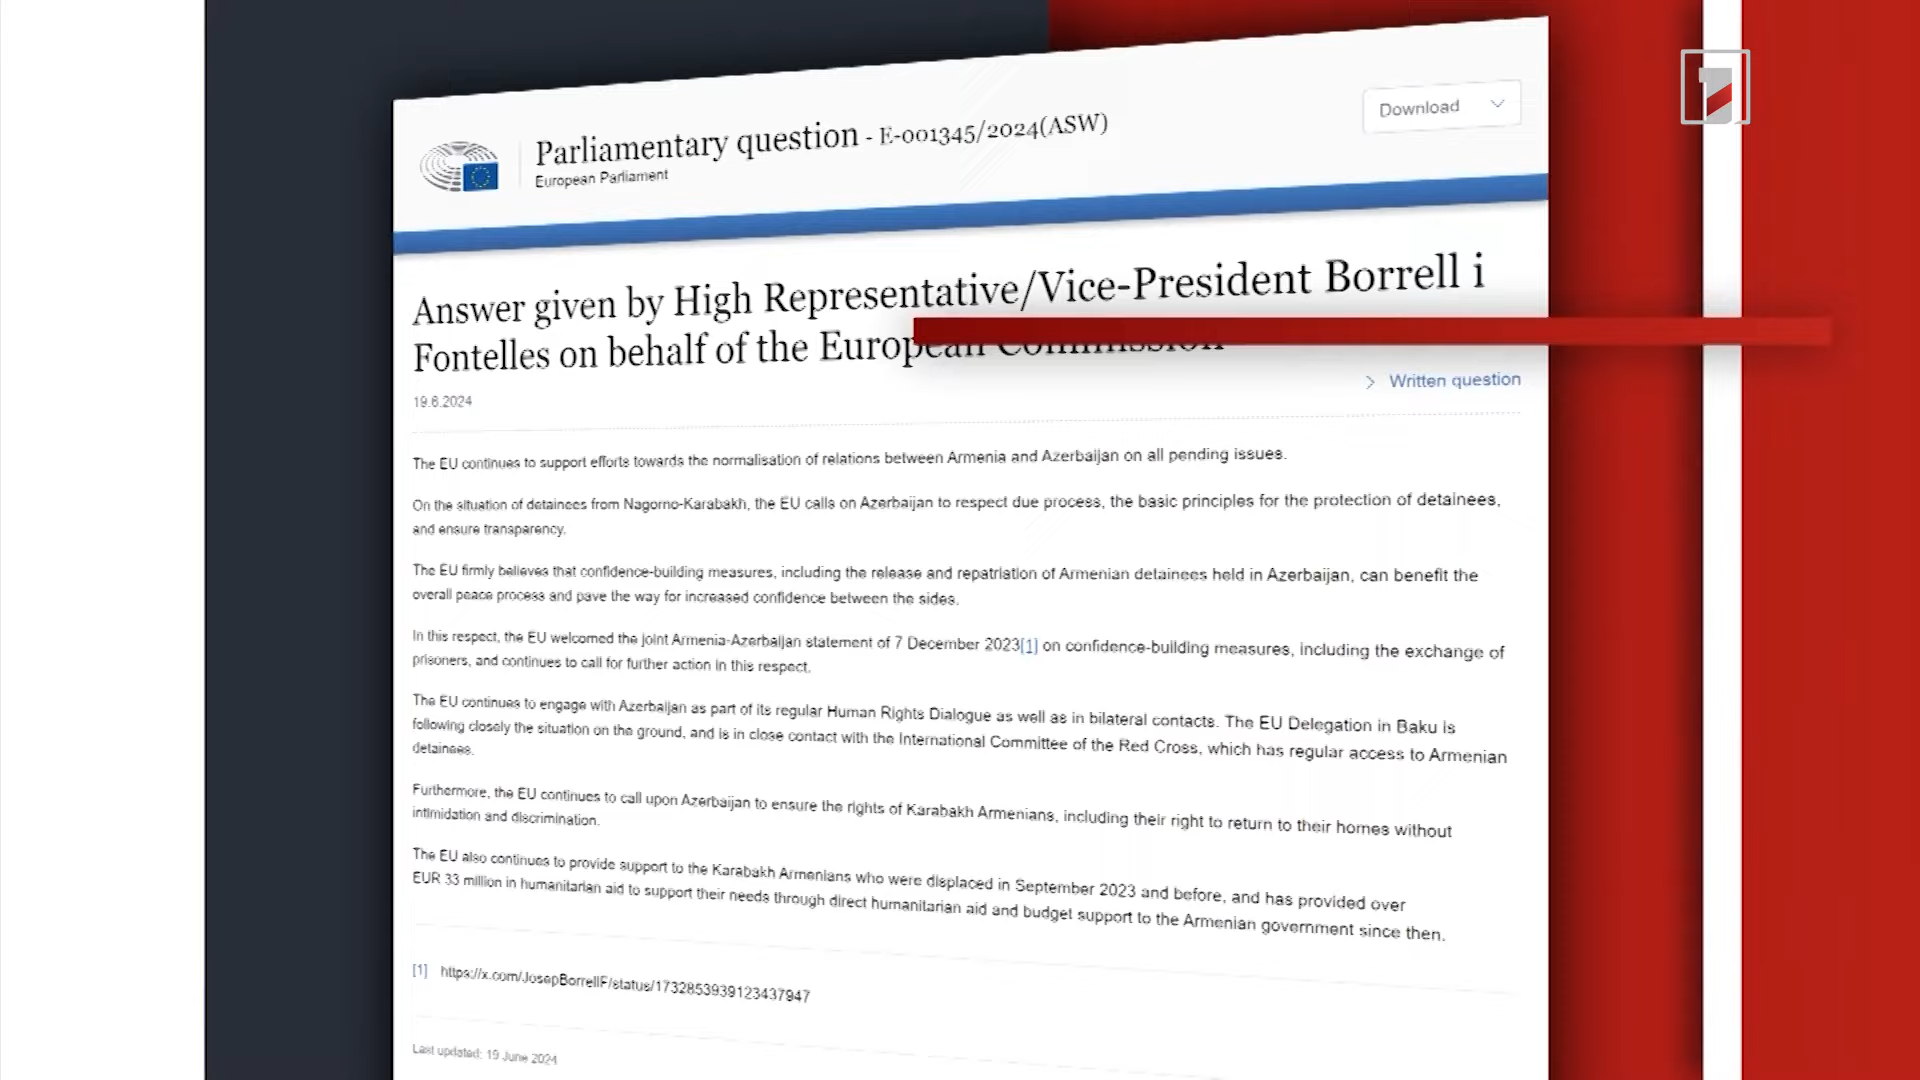 Parliamentary question - E-001345/2024(ASW)
European Parliament
Download
Answer given by High Representative/Vice-President Borrell i
Fontelles on behalf of the European Commission
Written question
19.6.2024
The EU continues to support efforts towards the normalisation of relations between Armenia and Azerbaijan on all pending issues.
On the situation of detainees from Nagorno-Karabakh, the EU calls on Azerbaijan to respect due process, the basic principles for the protection of detainees,
and ensure transparency.
The EU firmly believes that confidence-building measures, including the release and repatriation of Armenian detainees held in Azerbaijan, can benefit the
overall peace process and pave the way for increased confidence between the sides.
In this respect, the EU welcomed the joint Armenia-Azerbaijan statement of 7 December 2023[1] on confidence-building measures, including the exchange of
prisoners, and continues to call for further action in this respect.
The EU continues to engage with Azerbaijan as part of its regular Human Rights Dialogue as well as in bilateral contacts. The EU Delegation in Baku is
following closely the situation on the ground, and is in close contact with the International Committee of the Red Cross, which has regular access to Armenian
detainees.
Furthermore, the EU continues to call upon Azerbaijan to ensure the rights of Karabakh Armenians, including their right to return to their homes without
intimidation and discrimination.
The EU also continues to provide support to the Karabakh Armenians who were displaced in September 2023 and before, and has provided over
EUR 33 million in humanitarian aid to support their needs through direct humanitarian aid and budget support to the Armenian government since then.
[1] https://x.com/JosepBorrellF/status/1732853939123437947
Last updated: 19 June 2024